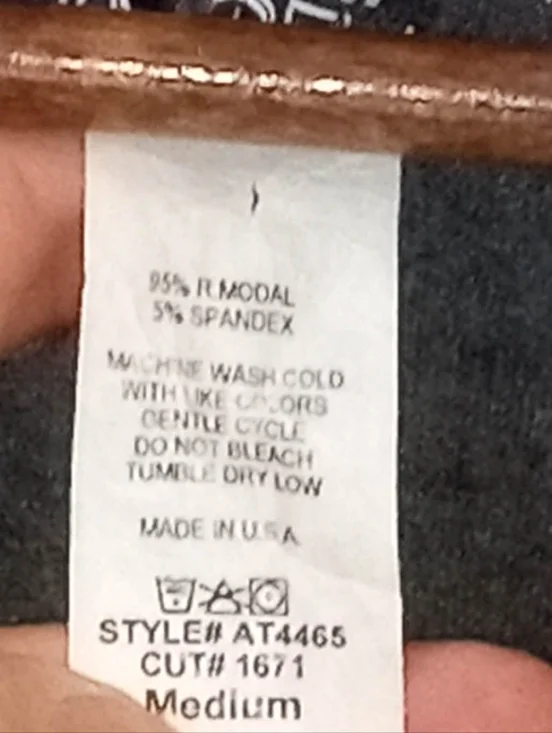 95% R.MODAL
5% SPANDEX
MACHINE WASH COLD
WITH LIKE COLORS
GENTLE CYCLE
DO NOT BLEACH
TUMBLE DRY LOW
MADE IN U.S.A
STYLE# AT4465
CUT# 1671
Medium